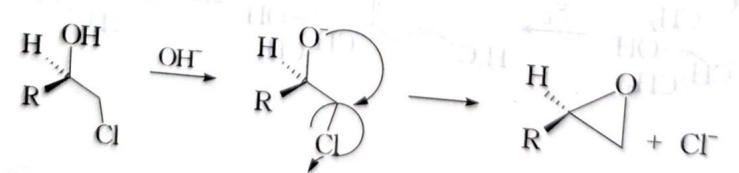 H OH
R
Cl
OH⁻
H O⁻
R
Cl
H O
R + Cl⁻